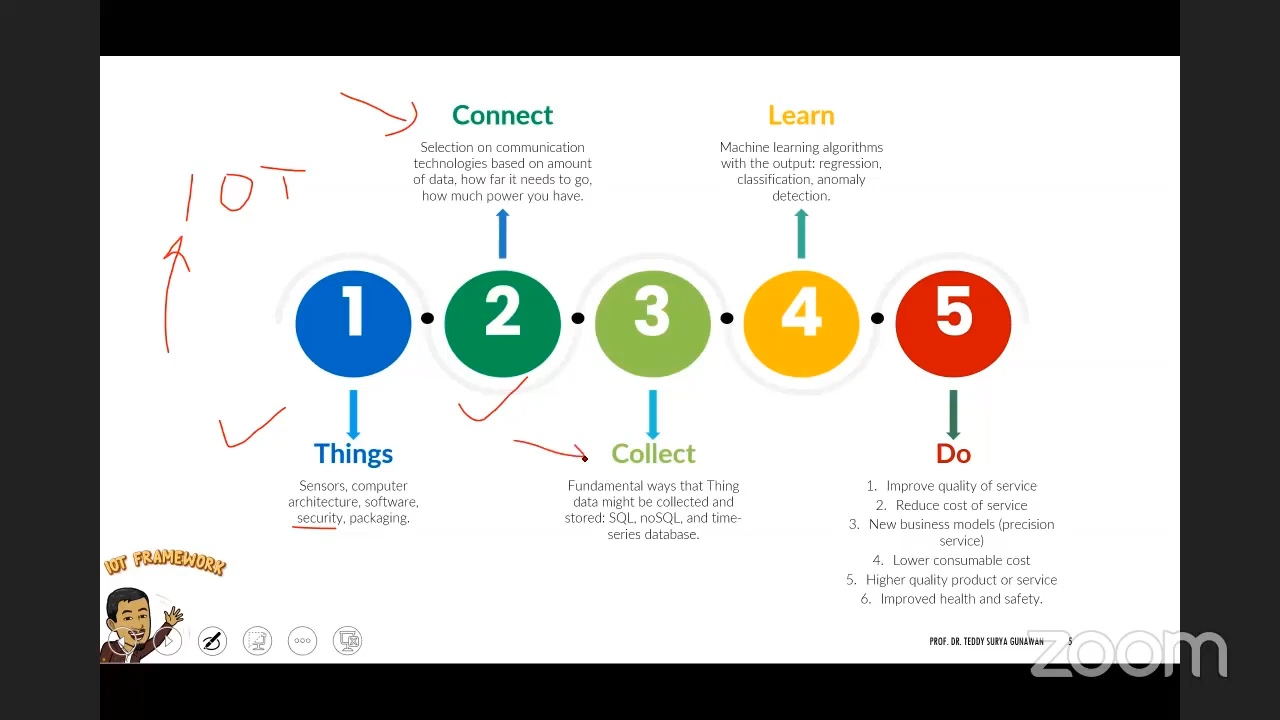 Connect
Selection on communication
technologies based on amount
of data, how far it needs to go,
how much power you have.
Learn
Machine learning algorithms
with the output: regression,
classification, anomaly
detection.
IOT
1
2
3
4
5
Things
Sensors, computer
architecture, software,
security, packaging.
Collect
Fundamental ways that Thing
data might be collected and
stored: SQL, noSQL, and time-
series database.
Do
1. Improve quality of service
2. Reduce cost of service
3. New business models (precision
service)
4. Lower consumable cost
5. Higher quality product or service
6. Improved health and safety.
IOT FRAMEWORK
PROF. DR. TEDDY SURYA GUNAWAN
5
zoom